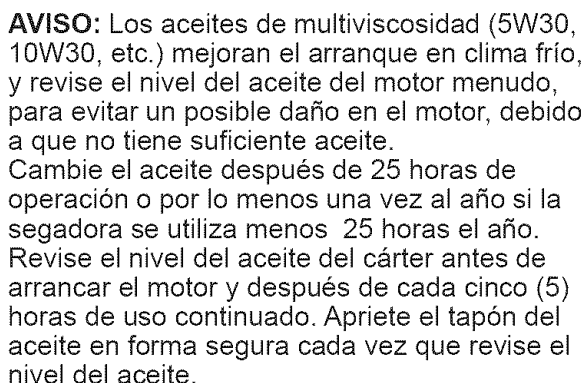 AVISO: Los aceites de multiviscosidad (5W30,
10W30, etc.) mejoran el arranque en clima frío,
y revise el nivel del aceite del motor menudo,
para evitar un posible daño en el motor, debido
a que no tiene suficiente aceite.
Cambie el aceite después de 25 horas de
operación o por lo menos una vez al año si la
segadora se utiliza menos 25 horas el año.
Revise el nivel del aceite del cárter antes de
arrancar el motor y después de cada cinco (5)
horas de uso continuado. Apriete el tapón del
aceite en forma segura cada vez que revise el
nivel del aceite.